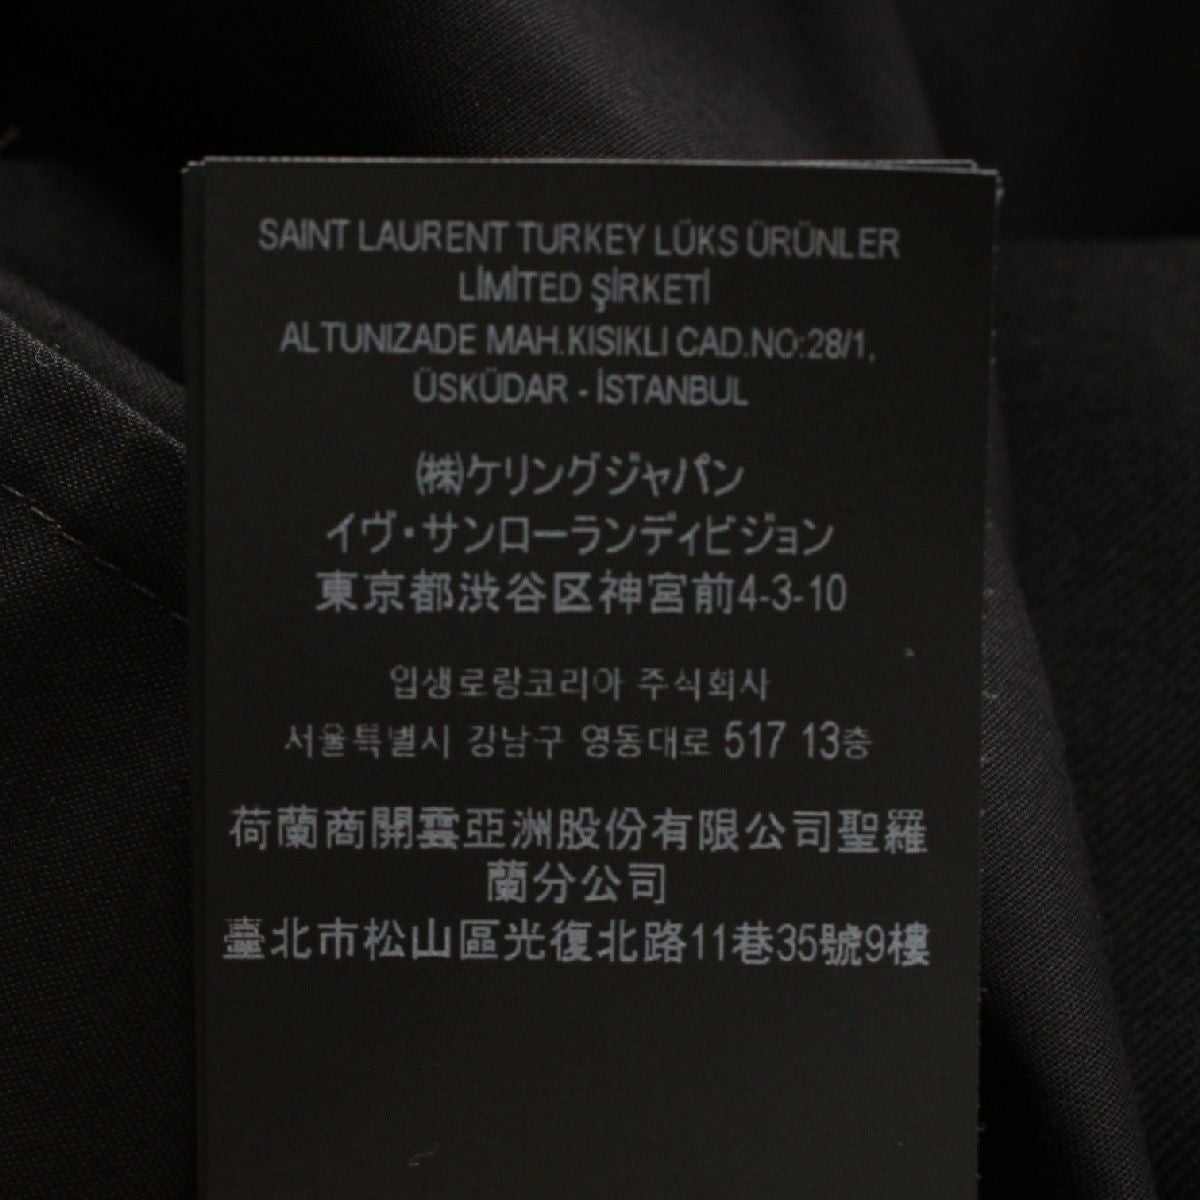 SAINT LAURENT TURKEY LÜKS ÜRÜNLER
LİMİTED ŞİRKETİ
ALTUNIZADE MAH.KISIKLI CAD.NO:28/1,
ÜSKÜDAR - İSTANBUL
(株)ケリングジャパン
イヴ・サンローランディビジョン
東京都渋谷区神宮前4-3-10
입생로랑코리아 주식회사
서울특별시 강남구 영동대로 517 13층
荷蘭商開雲亞洲股份有限公司聖羅
蘭分公司
臺北市松山區光復北路11巷35號9樓